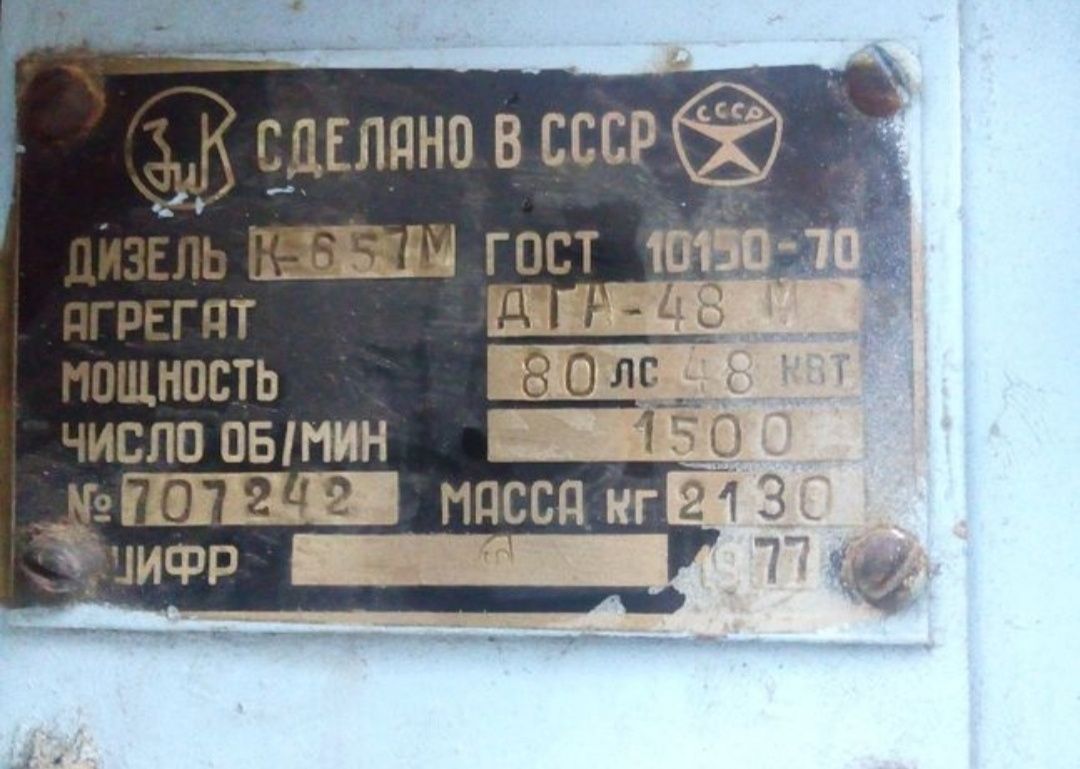 ЗиК СДЕЛАНО В СССР СССР
ДИЗЕЛЬ К-657М ГОСТ 10150-70
АГРЕГАТ ДГА-48 М
МОЩНОСТЬ 80 ЛС 48 КВТ
ЧИСЛО ОБ/МИН 1500
№ 707242 МАССА КГ 2130
ШИФР 1977